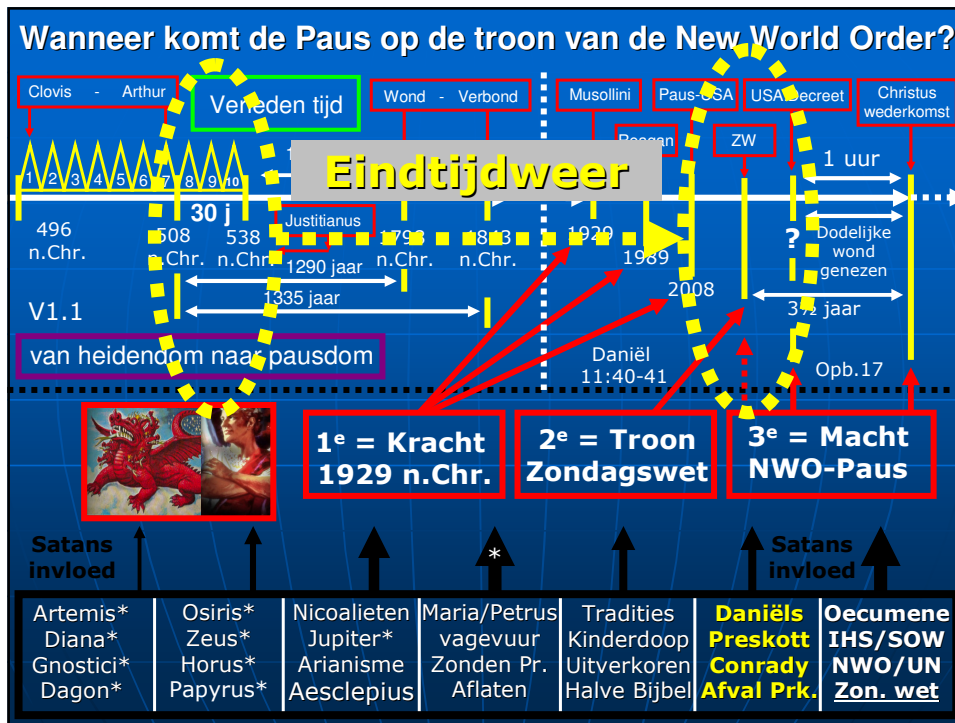 Wanneer komt de Paus op de troon van de New World Order?
Clovis - Arthur
Verleden tijd
Wond - Verbond
Musollini
Paus-USA
USA Decreet
Christus
wederkomst
Reagan
ZW
Eindtijdweer
1 uur
1 2 3 4 5 6 7 8 9 10
30 j
Justitianus
496
n.Chr.
508
n.Chr.
538
n.Chr.
1798
n.Chr.
1843
n.Chr.
1929
1989
2008
?
Dodelijke
wond
genezen
1290 jaar
1335 jaar
3½ jaar
V1.1
van heidendom naar pausdom
Daniël
11:40-41
Opb.17
1e = Kracht
1929 n.Chr.
2e = Troon
Zondagswet
3e = Macht
NWO-Paus
Satans
invloed
*
Satans
invloed
Artemis*
Diana*
Gnostici*
Dagon*
Osiris*
Zeus*
Horus*
Papyrus*
Nicoalieten
Jupiter*
Arianisme
Aesclepius
Maria/Petrus
vagevuur
Zonden Pr.
Aflaten
Tradities
Kinderdoop
Uitverkoren
Halve Bijbel
Daniëls
Preskott
Conrady
Afval Prk.
Oecumene
IHS/SOW
NWO/UN
Zon. wet